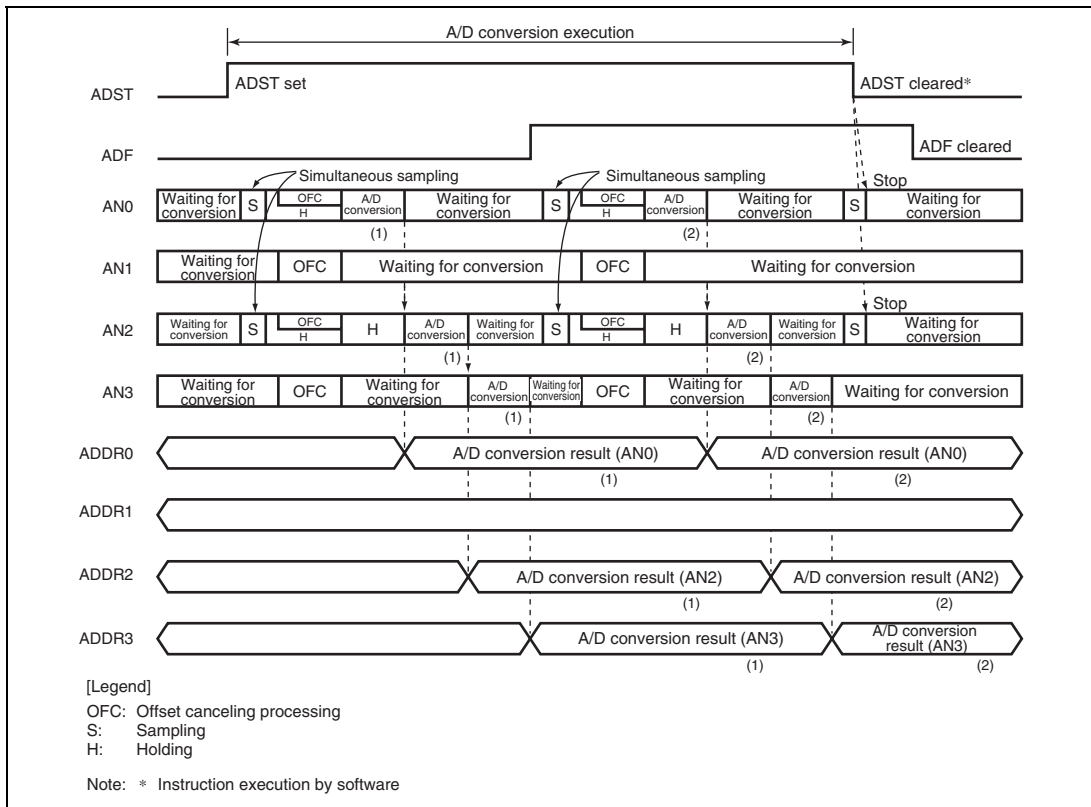 A/D conversion execution
ADST
ADST set
ADST cleared*
ADF
ADF cleared
Simultaneous sampling
Simultaneous sampling
Stop
AN0
Waiting for
conversion
S
OFC
H
A/D
conversion
Waiting for
conversion
S
OFC
H
A/D
conversion
Waiting for
conversion
S
Waiting for
conversion
(1)
(2)
AN1
Waiting for
conversion
OFC
Waiting for conversion
OFC
Waiting for conversion
Stop
AN2
Waiting for
conversion
S
OFC
H
H
A/D
conversion
Waiting for
conversion
S
OFC
H
H
A/D
conversion
Waiting for
conversion
S
Waiting for
conversion
(1)
(2)
AN3
Waiting for
conversion
OFC
Waiting for
conversion
A/D
conversion
Waiting for
conversion
OFC
Waiting for
conversion
A/D
conversion
Waiting for conversion
(1)
(2)
ADDR0
A/D conversion result (AN0)
A/D conversion result (AN0)
(1)
(2)
ADDR1
ADDR2
A/D conversion result (AN2)
A/D conversion result (AN2)
(1)
(2)
ADDR3
A/D conversion result (AN3)
A/D conversion
result (AN3)
(1)
(2)
[Legend]
OFC: Offset canceling processing
S: Sampling
H: Holding
Note: * Instruction execution by software